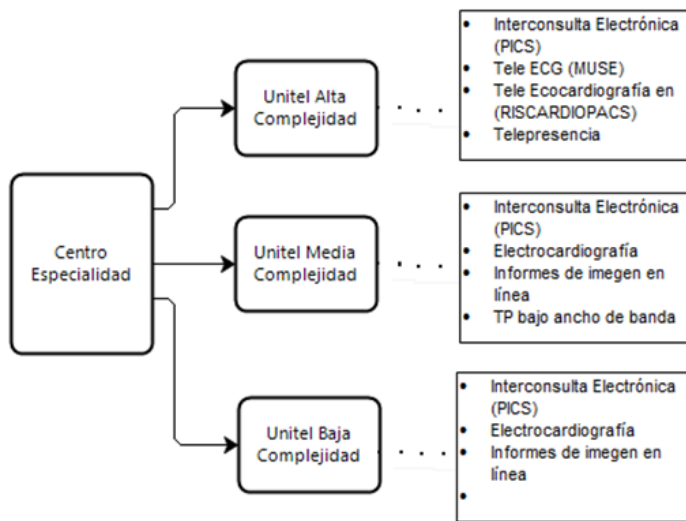 Centro
Especialidad
Unitel Alta
Complejidad
• Interconsulta Electrónica
(PICS)
• Tele ECG (MUSE)
• Tele Ecocardiografía en
(RISCARDIOPACS)
• Telepresencia
Unitel Media
Complejidad
• Interconsulta Electrónica
(PICS)
• Electrocardiografía
• Informes de imegen en
línea
• TP bajo ancho de banda
Unitel Baja
Complejidad
• Interconsulta Electrónica
(PICS)
• Electrocardiografía
• Informes de imegen en
línea
•